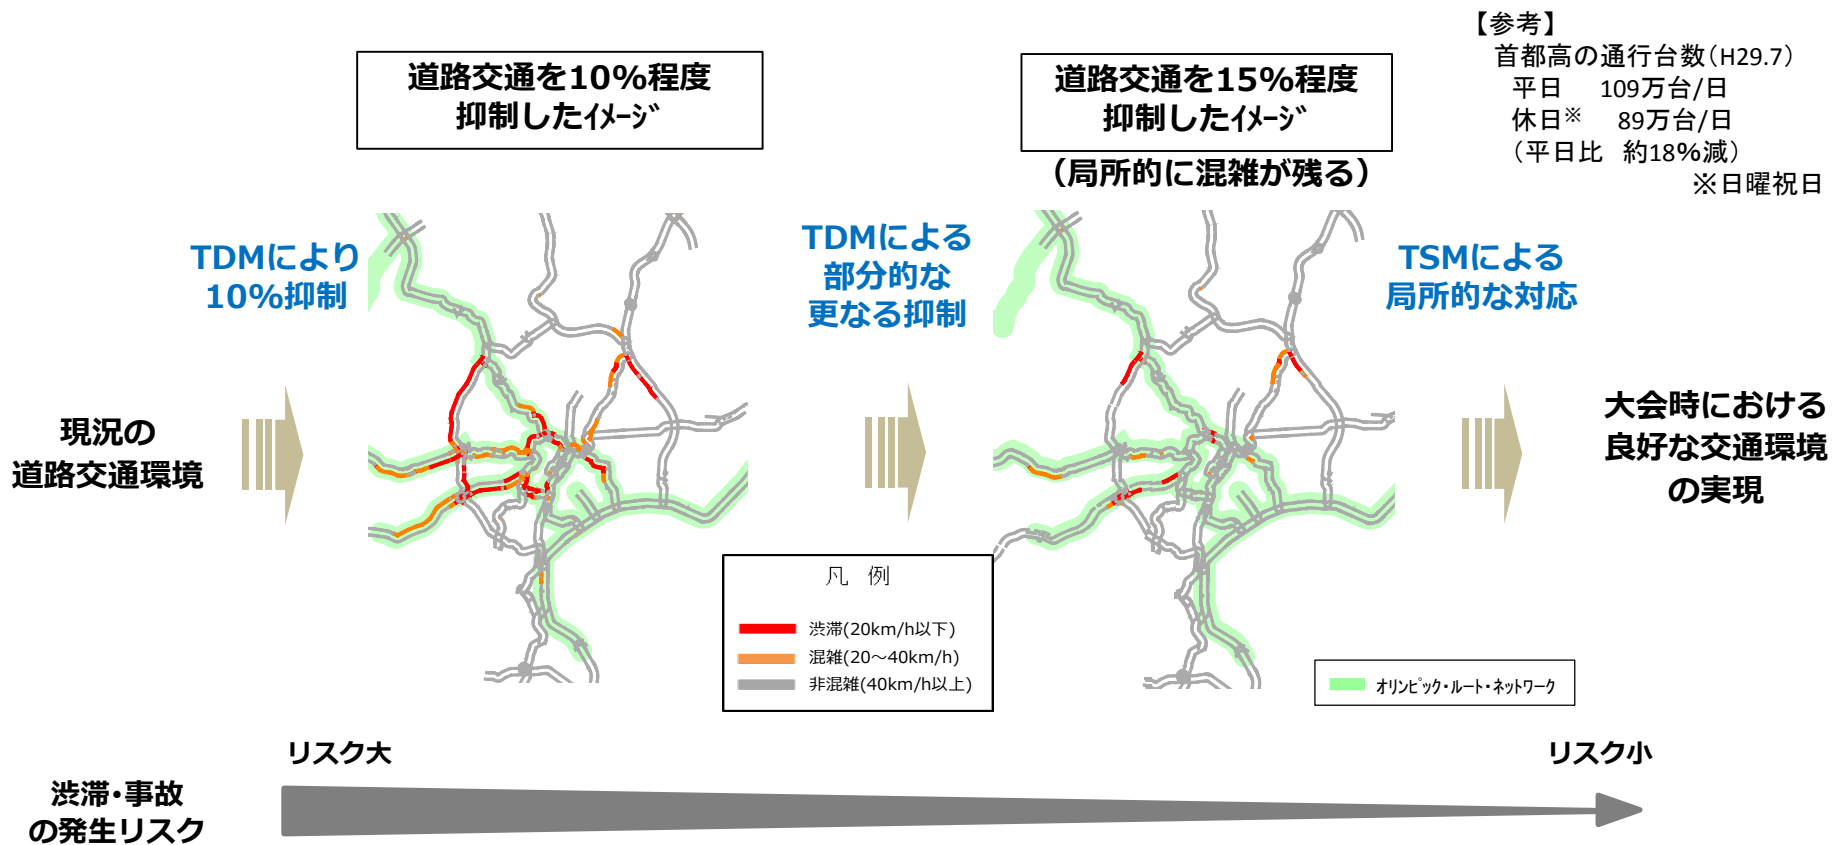 【参考】
首都高の通行台数(H29.7)
平日 109万台/日
休日※ 89万台/日
(平日比 約18%減)
※日曜祝日
道路交通を10%程度
抑制したｲﾒｰｼﾞ
道路交通を15%程度
抑制したｲﾒｰｼﾞ
(局所的に混雑が残る)
TDMにより
10%抑制
TDMによる
部分的な
更なる抑制
TSMによる
局所的な対応
現況の
道路交通環境
大会時における
良好な交通環境
の実現
凡 例
渋滞(20km/h以下)
混雑(20～40km/h)
非混雑(40km/h以上)
ｵﾘﾝﾋﾟｯｸ･ﾙｰﾄ･ﾈｯﾄﾜｰｸ
リスク大
リスク小
渋滞・事故
の発生リスク